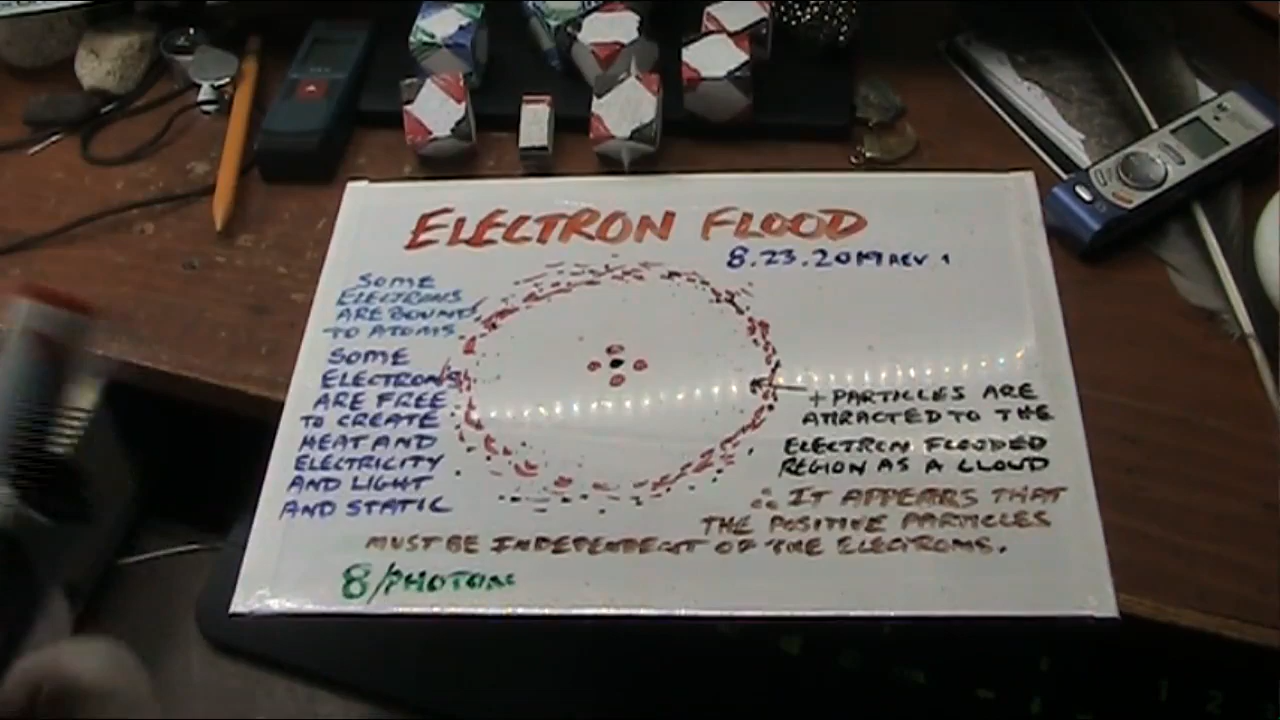 ELECTRON FLOOD
8.23.2019 REV 1
SOME
ELECTRONS
ARE BOUND
TO ATOMS
SOME
ELECTRONS
ARE FREE
TO CREATE
HEAT AND
ELECTRICITY
AND LIGHT
AND STATIC
+ PARTICLES ARE
ATTRACTED TO THE
ELECTRON FLOODED
REGION AS A CLOUD
∴ IT APPEARS THAT
THE POSITIVE PARTICLES
MUST BE INDEPENDENT OF THE ELECTRONS.
8/PHOTON